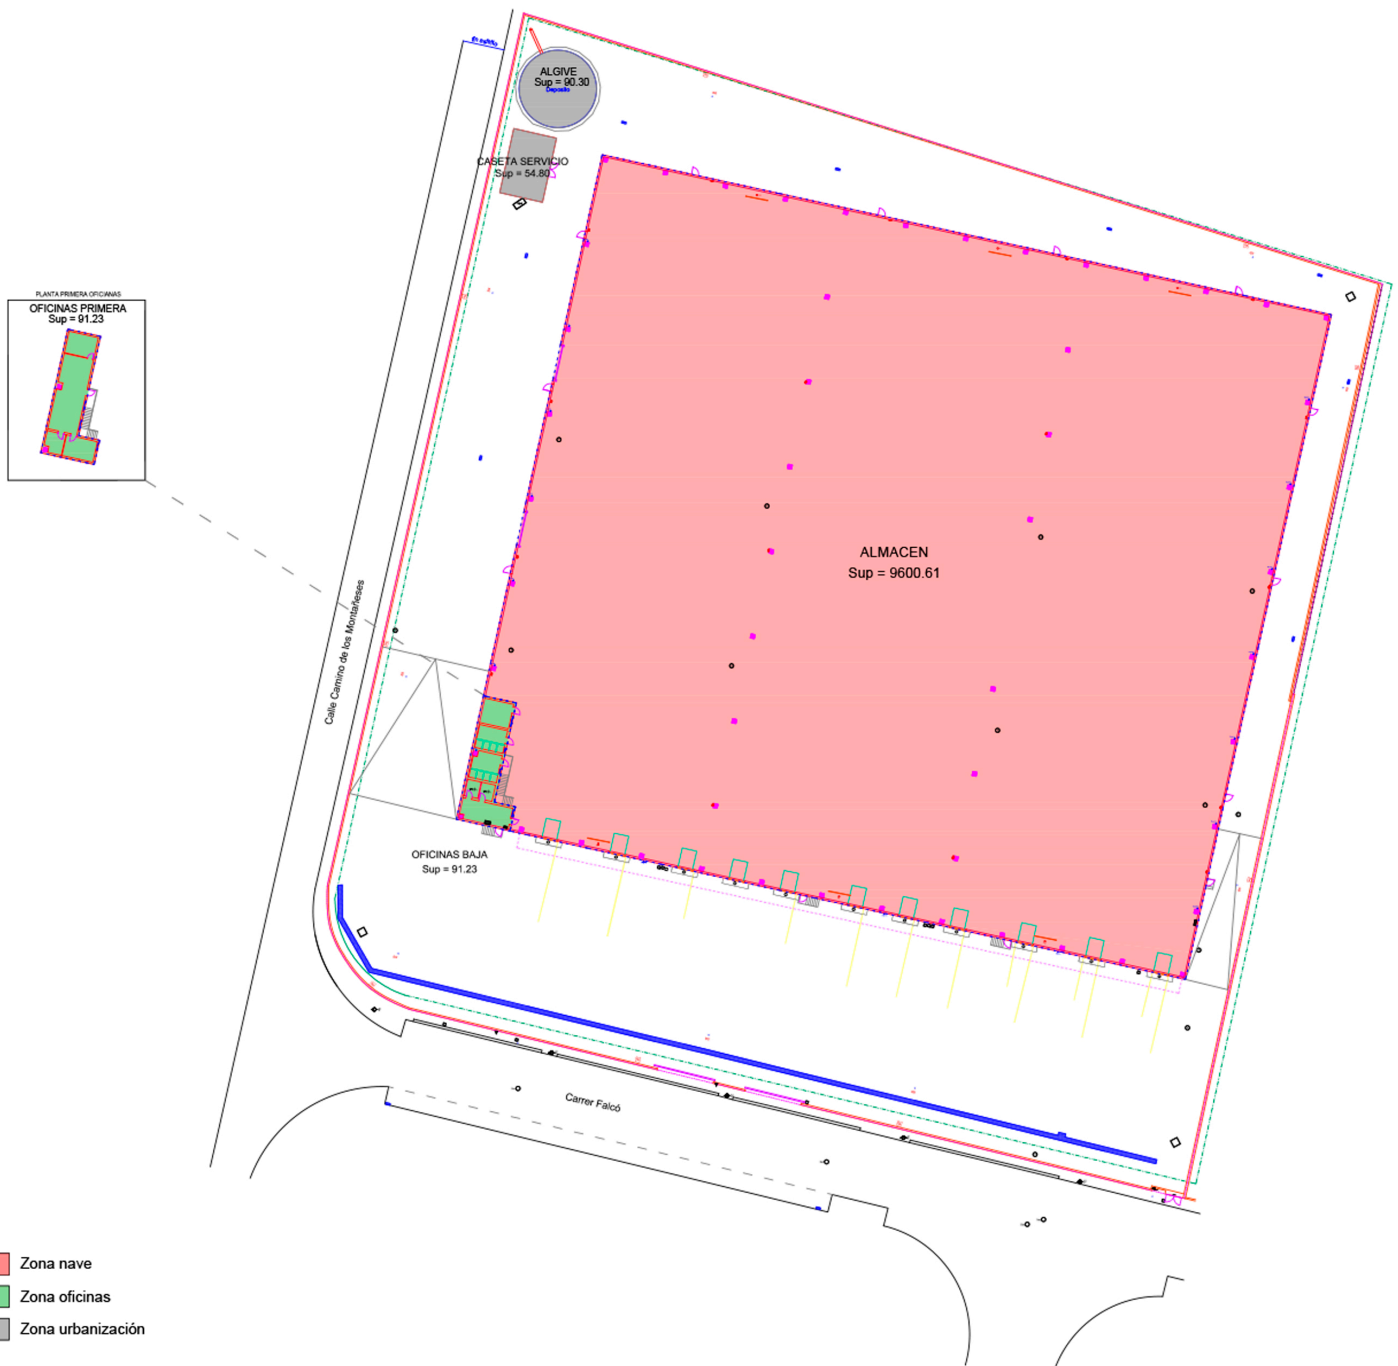 ALGIVE
Sup = 90.30
Deposito
CASETA SERVICIO
Sup = 54.80
PLANTA PRIMERA OFICIANAS
OFICINAS PRIMERA
Sup = 91.23
ALMACEN
Sup = 9600.61
Calle Camino de los Montañeses
OFICINAS BAJA
Sup = 91.23
Carrer Falcó
Zona nave
Zona oficinas
Zona urbanización